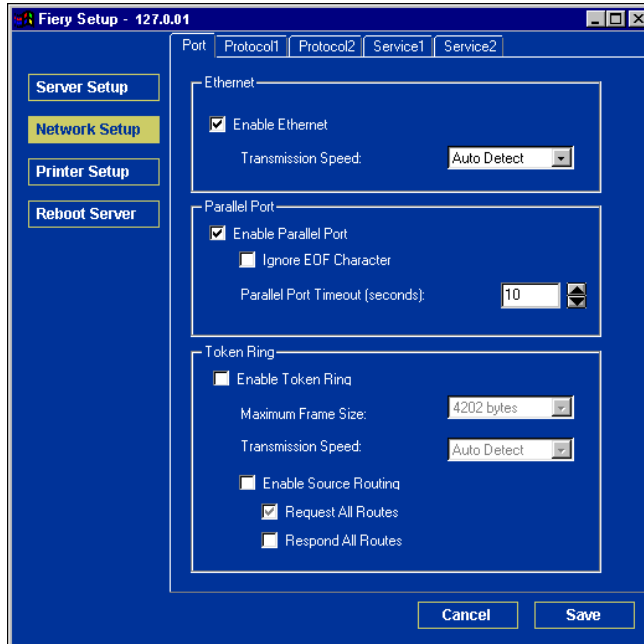 Fiery Setup - 127.0.01
Port Protocol1 Protocol2 Service1 Service2
Server Setup
Network Setup
Printer Setup
Reboot Server
Ethernet
Enable Ethernet
Transmission Speed: Auto Detect
Parallel Port
Enable Parallel Port
Ignore EOF Character
Parallel Port Timeout (seconds): 10
Token Ring
Enable Token Ring
Maximum Frame Size: 4202 bytes
Transmission Speed: Auto Detect
Enable Source Routing
Request All Routes
Respond All Routes
Cancel Save